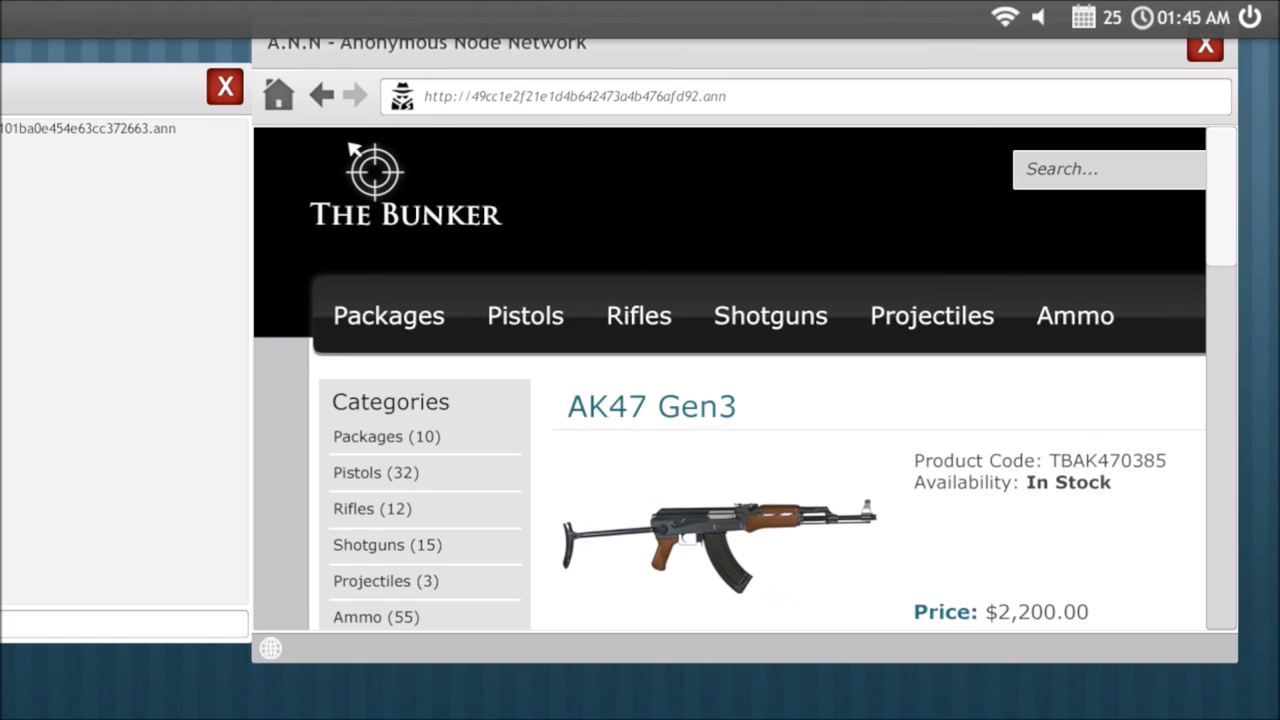 25 01:45 AM
A.N.N - Anonymous Node Network
X
X
http://49cc1e2f21e1d4b642473a4b476afd92.ann
101ba0e454e63cc372663.ann
Search...
THE BUNKER
Packages Pistols Rifles Shotguns Projectiles Ammo
Categories
Packages (10)
Pistols (32)
Rifles (12)
Shotguns (15)
Projectiles (3)
Ammo (55)
AK47 Gen3
Product Code: TBAK470385
Availability: In Stock
Price: $2,200.00